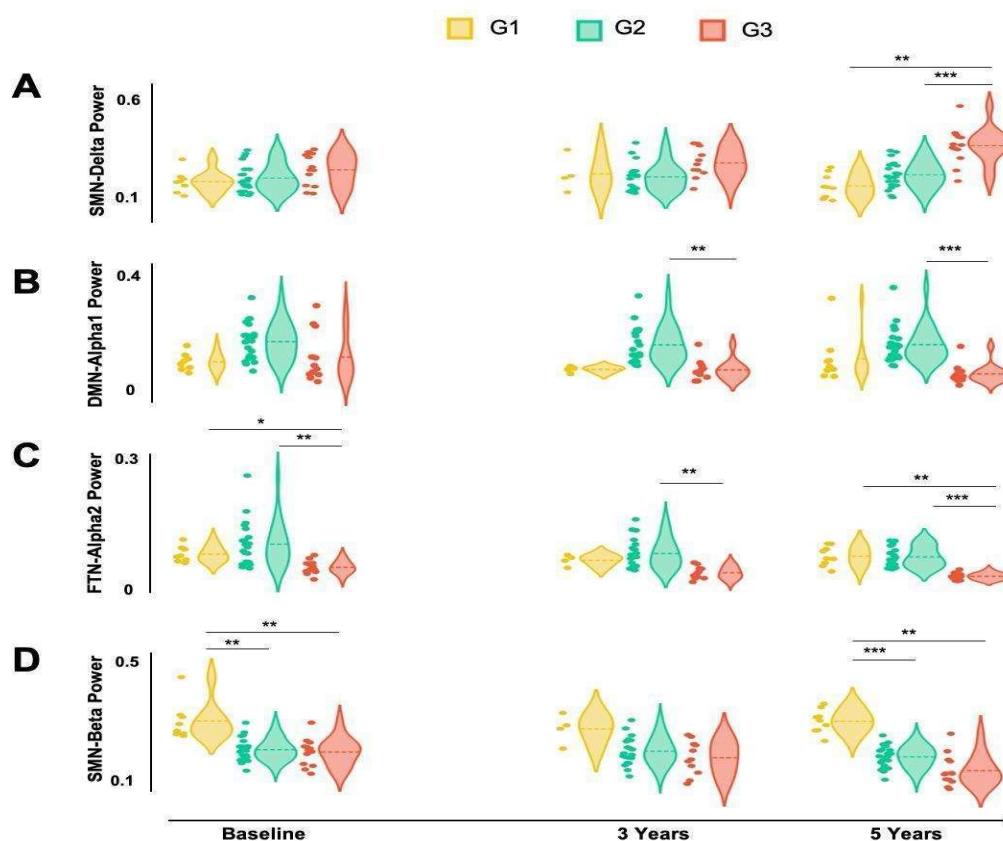 G1 G2 G3
A
SMN-Delta Power
0.6
0.1
**
***
B
DMN-Alpha1 Power
0.4
0
**
***
C
FTN-Alpha2 Power
0.3
0
*
**
**
**
***
D
SMN-Beta Power
0.5
0.1
**
**
**
***
Baseline 3 Years 5 Years